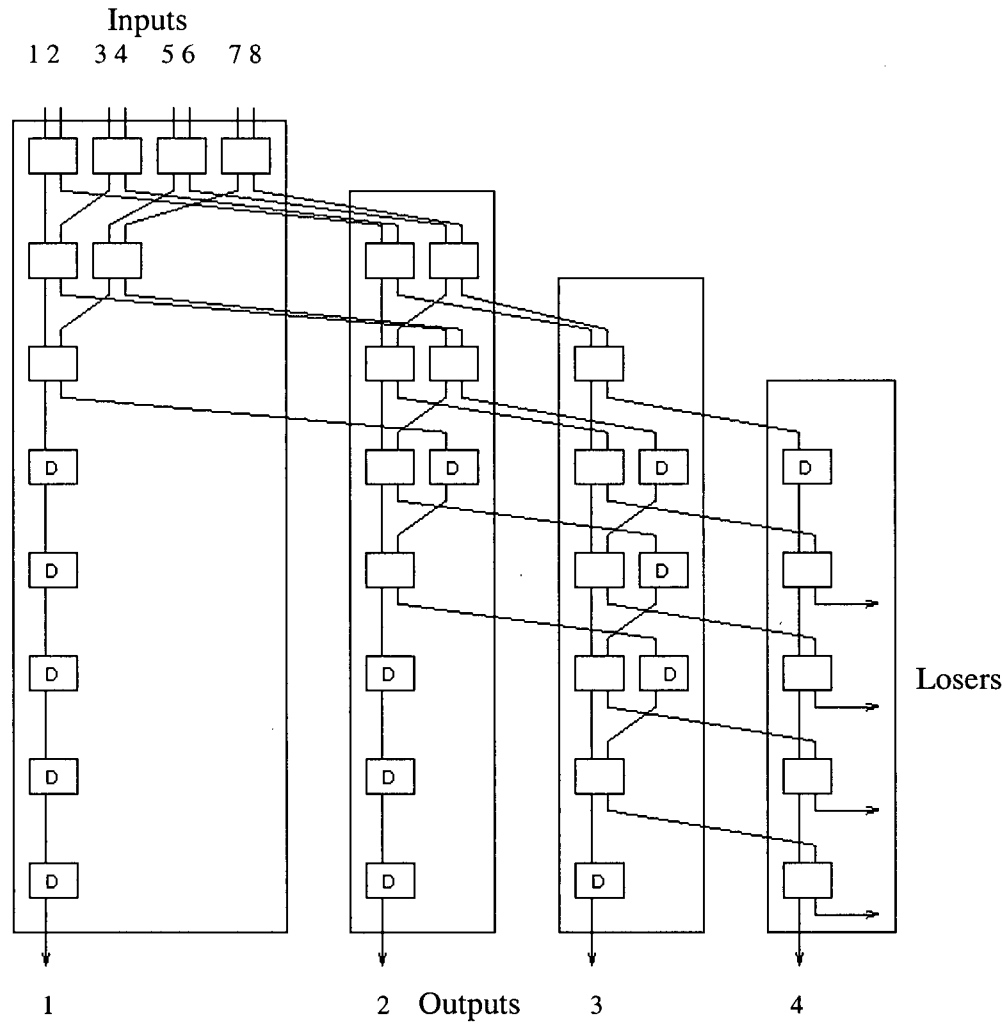 Inputs
1 2 3 4 5 6 7 8
D D D
D D
D D D
D D
D D D
Losers
1 2 Outputs 3 4